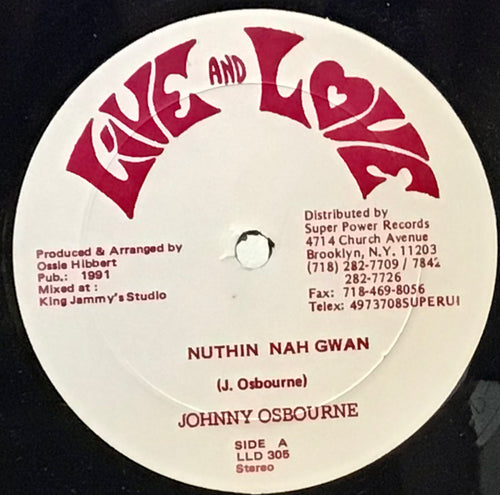 LIVE AND LOVE
Produced & Arranged by
Ossie Hibbert
Pub.: 1991
Mixed at :
King Jammy's Studio
Distributed by
Super Power Records
4714 Church Avenue
Brooklyn, N.Y. 11203
(718) 282-7709 / 7842
282-7726
Fax: 718-469-8056
Telex: 4973708SUPERUI
NUTHIN NAH GWAN
(J. Osbourne)
JOHNNY OSBOURNE
SIDE A
LLD 305
Stereo